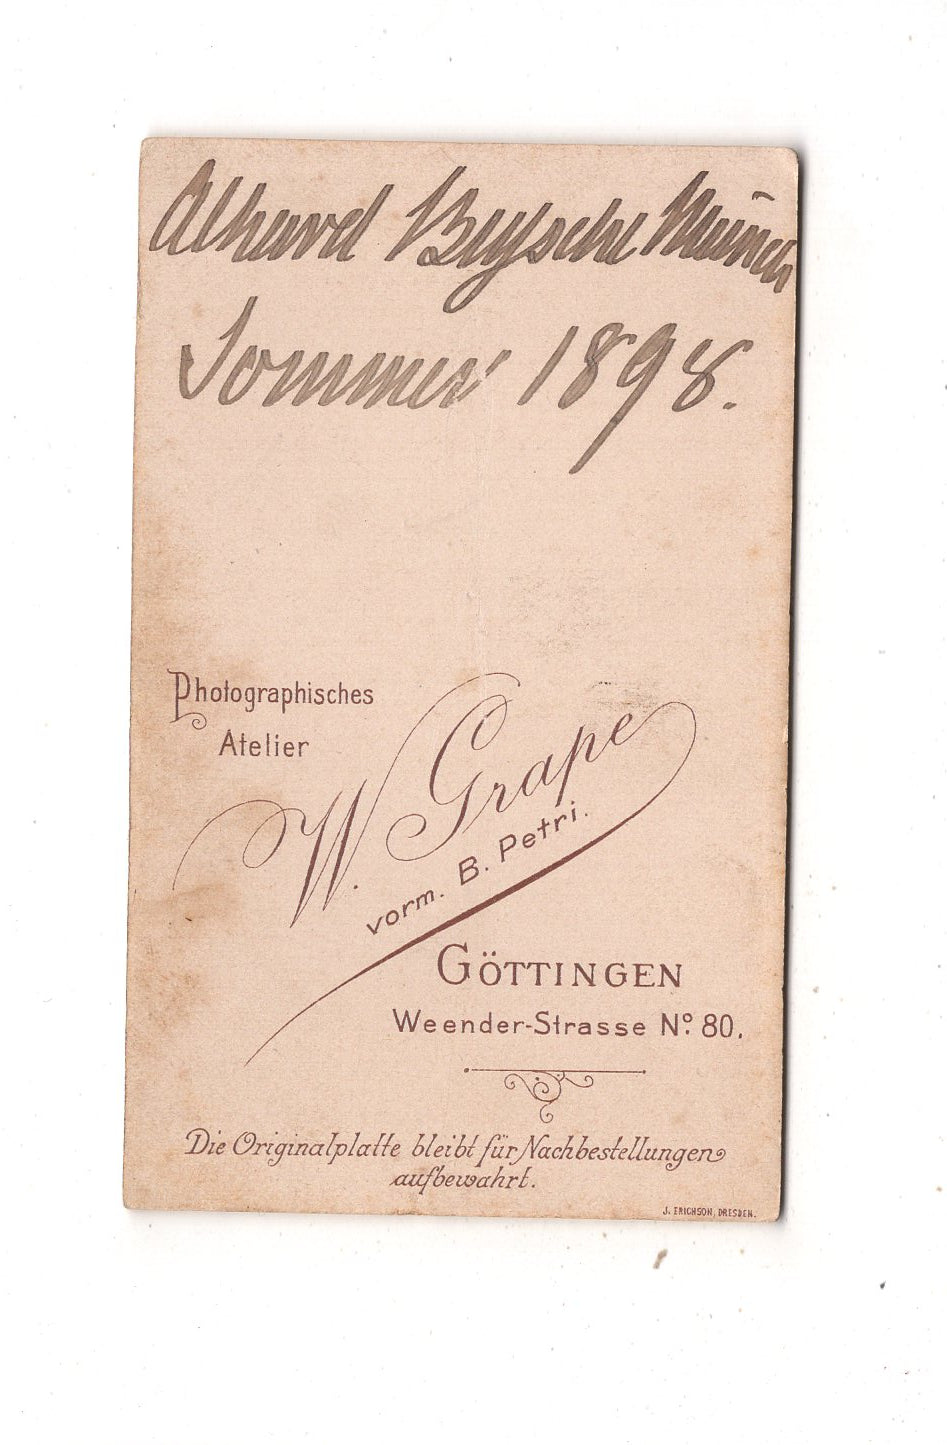 Sommer 1898.
Photographisches
Atelier
W. Grape
vorm. B. Petri.
GÖTTINGEN
Weender-Strasse Nº 80.
Die Originalplatte bleibt für Nachbestellungen
aufbewahrt.
J. ERICHSON, DRESDEN.